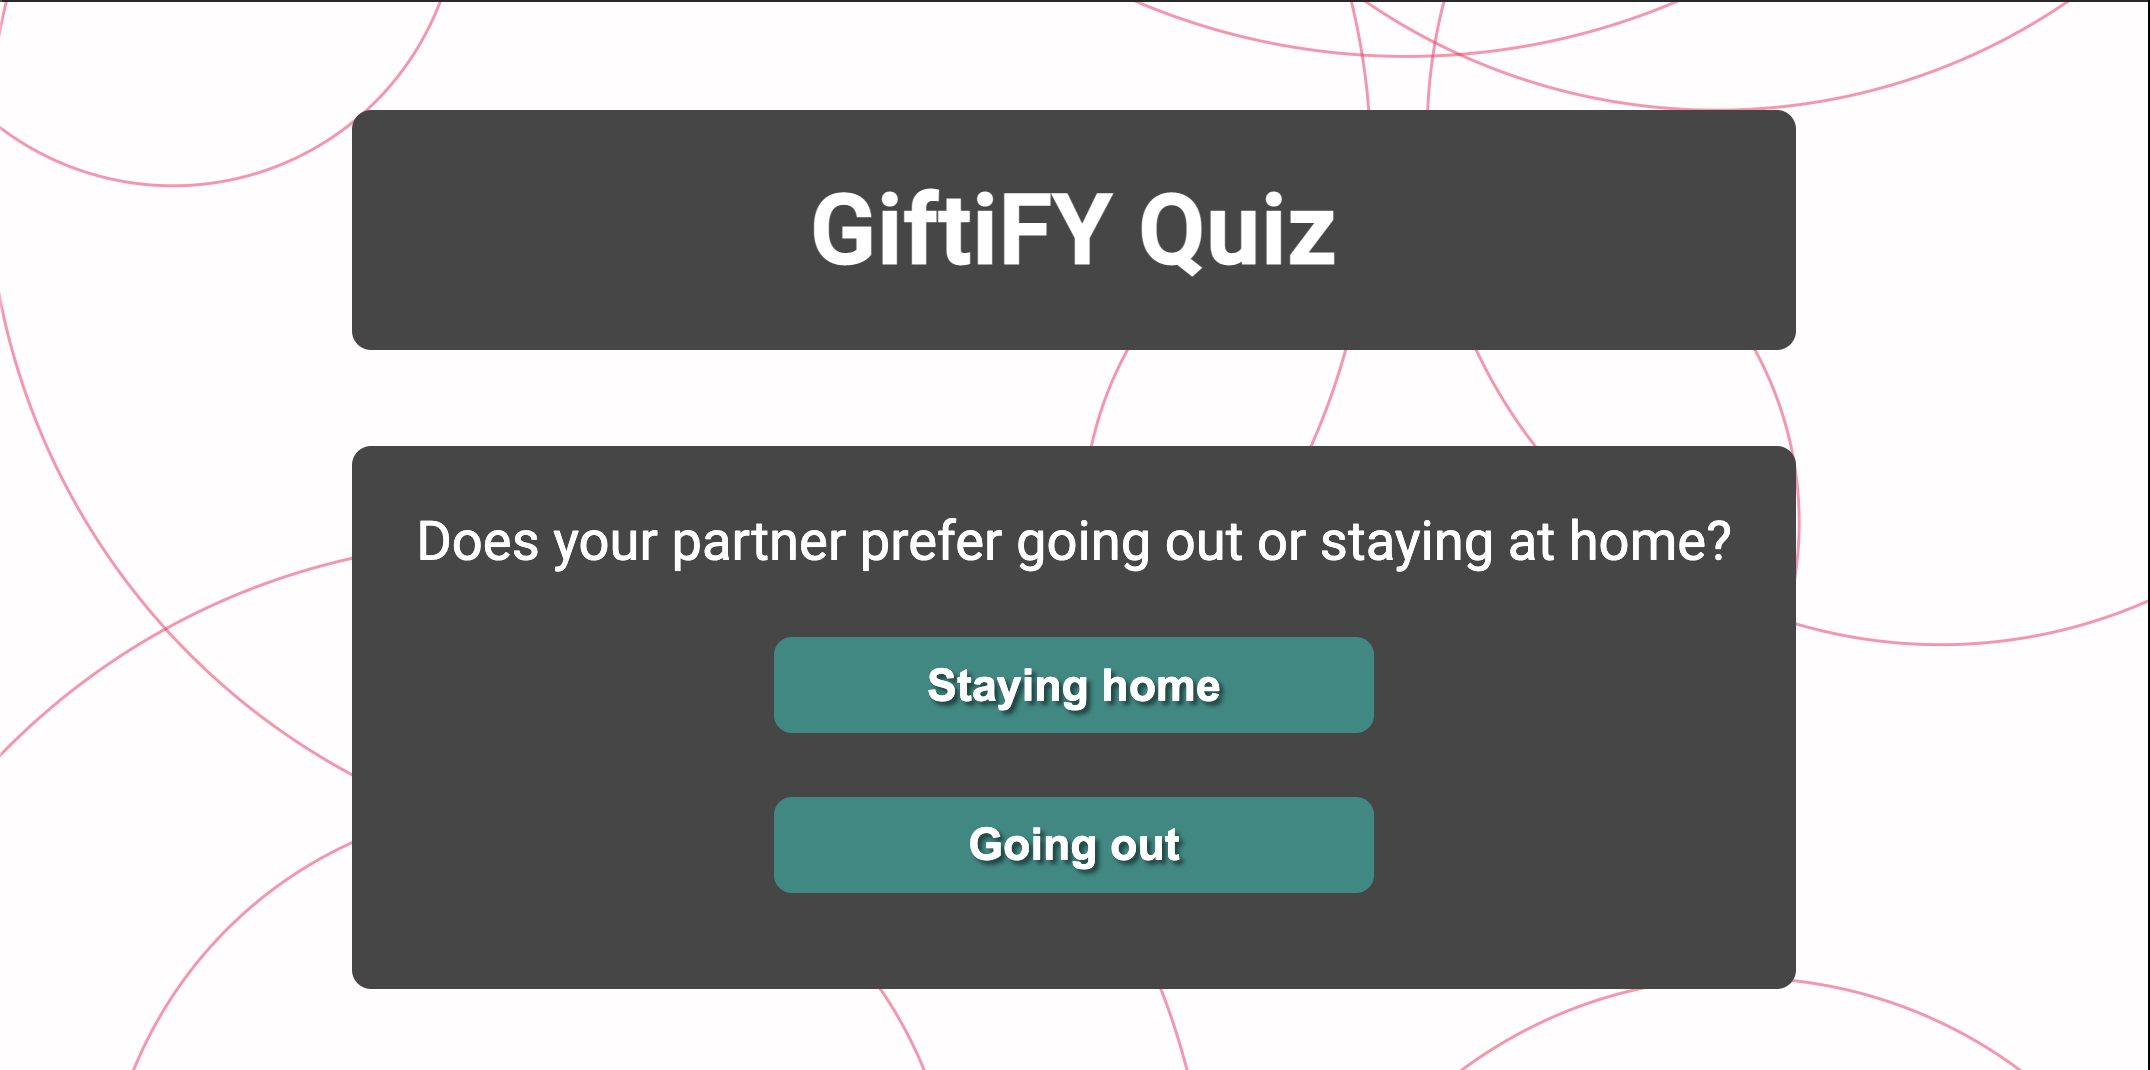 GiftiFY Quiz
Does your partner prefer going out or staying at home?
Staying home
Going out